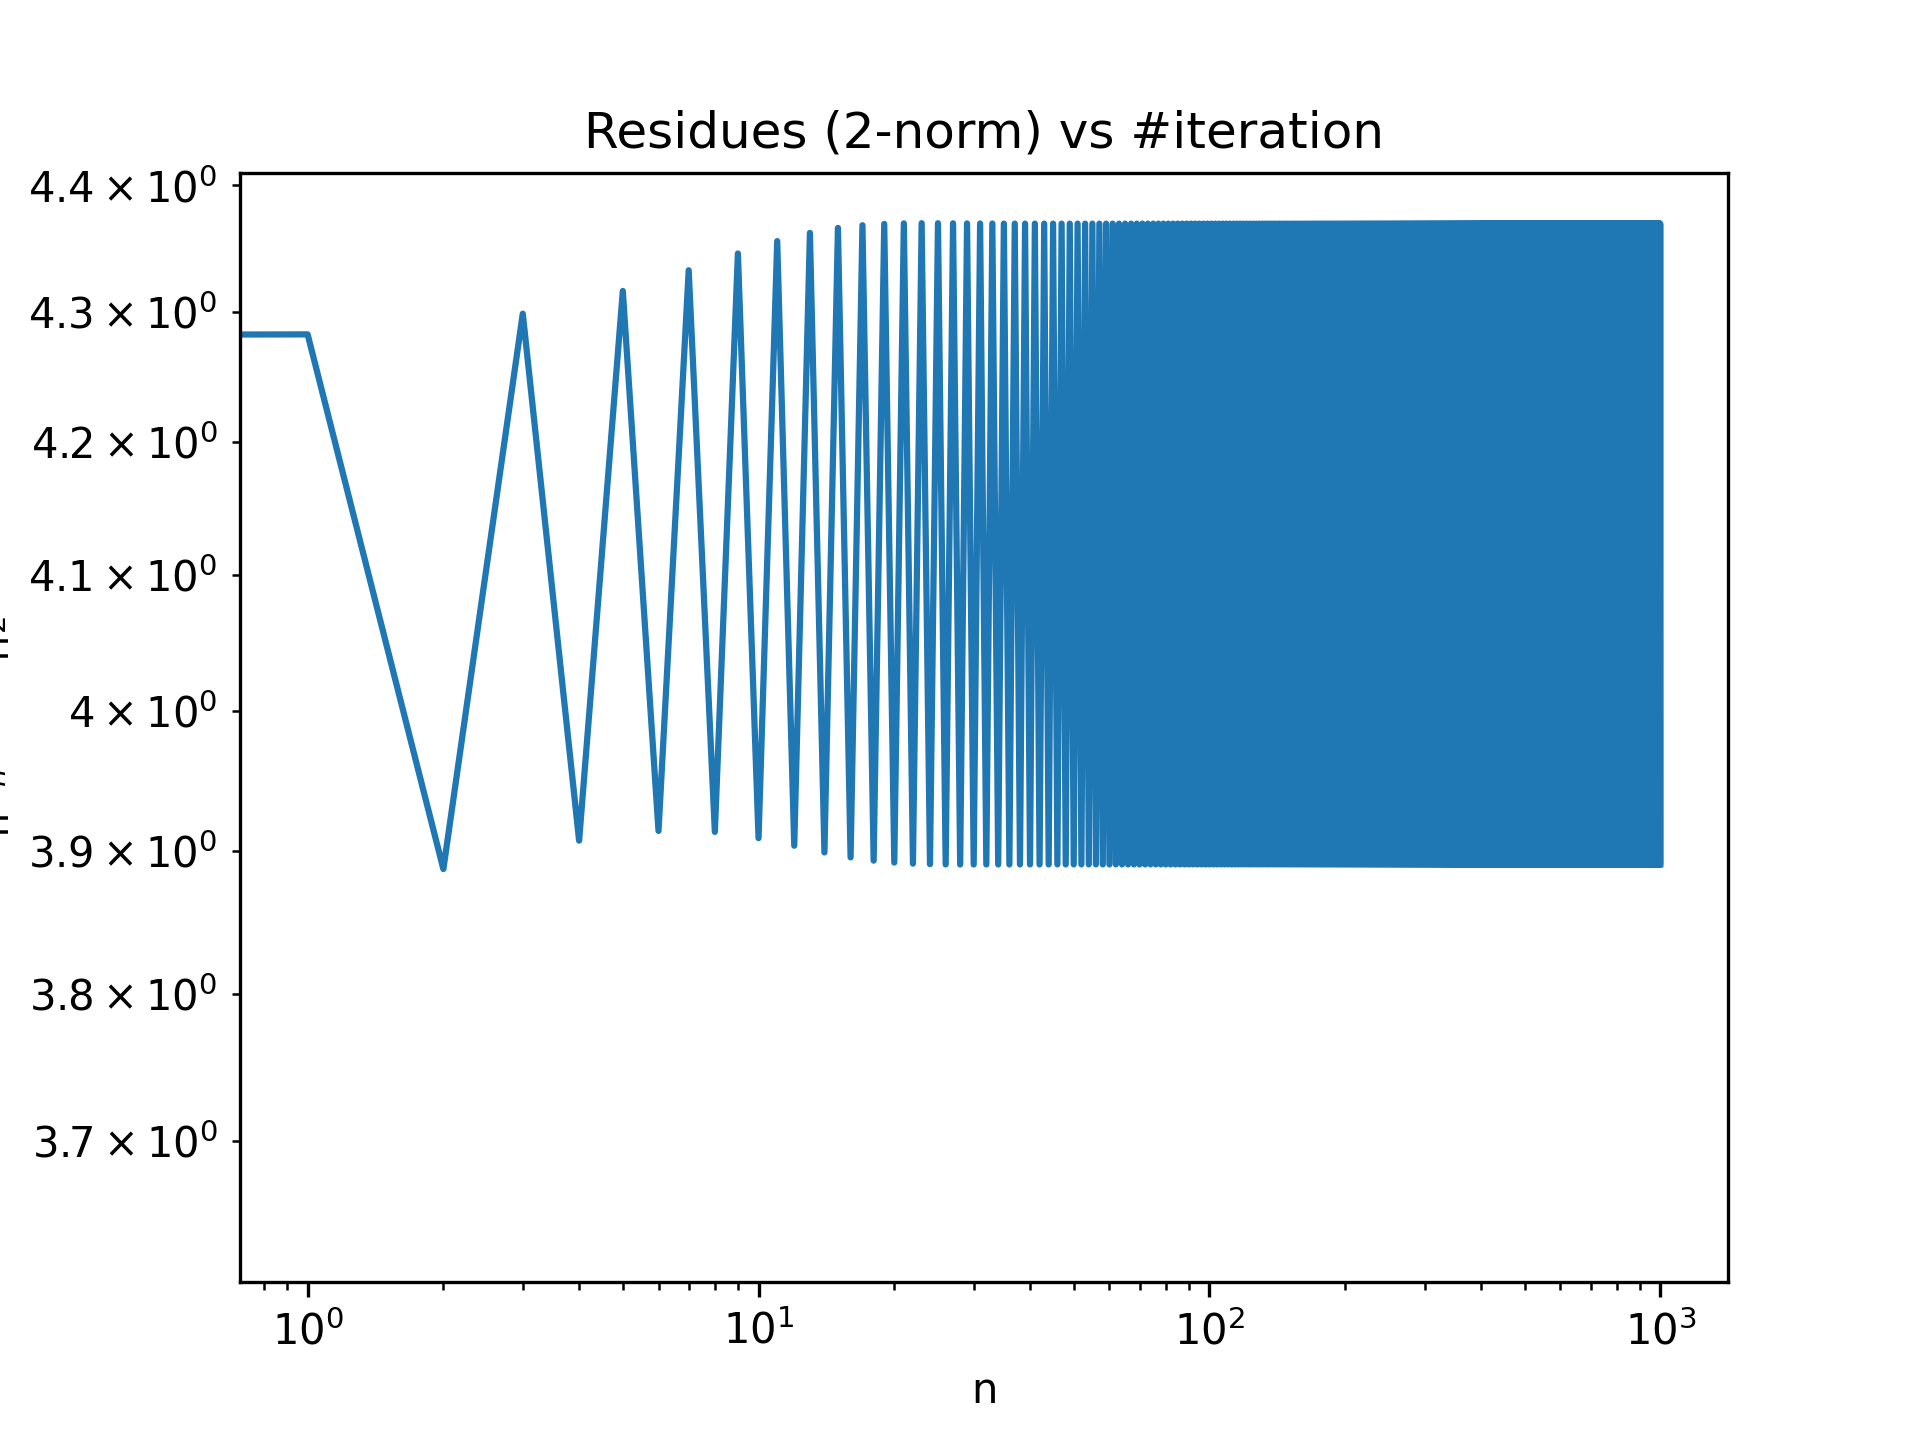 Residues (2-norm) vs #iteration
4.4 × 10⁰
4.3 × 10⁰
4.2 × 10⁰
4.1 × 10⁰
4 × 10⁰
3.9 × 10⁰
3.8 × 10⁰
3.7 × 10⁰
10⁰ 10¹ 10² 10³
n